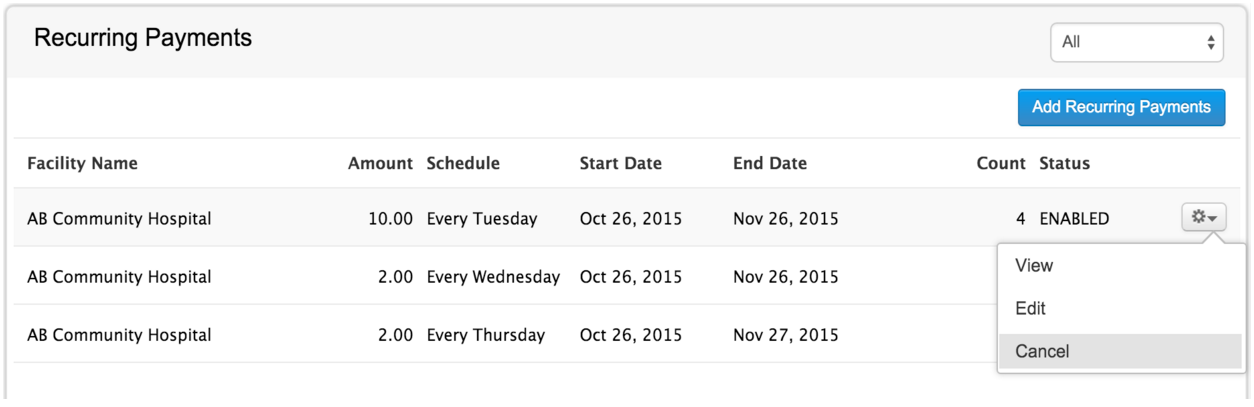 Recurring Payments
All
Add Recurring Payments
Facility Name Amount Schedule Start Date End Date Count Status
AB Community Hospital 10.00 Every Tuesday Oct 26, 2015 Nov 26, 2015 4 ENABLED
View
AB Community Hospital 2.00 Every Wednesday Oct 26, 2015 Nov 26, 2015
Edit
AB Community Hospital 2.00 Every Thursday Oct 26, 2015 Nov 27, 2015
Cancel